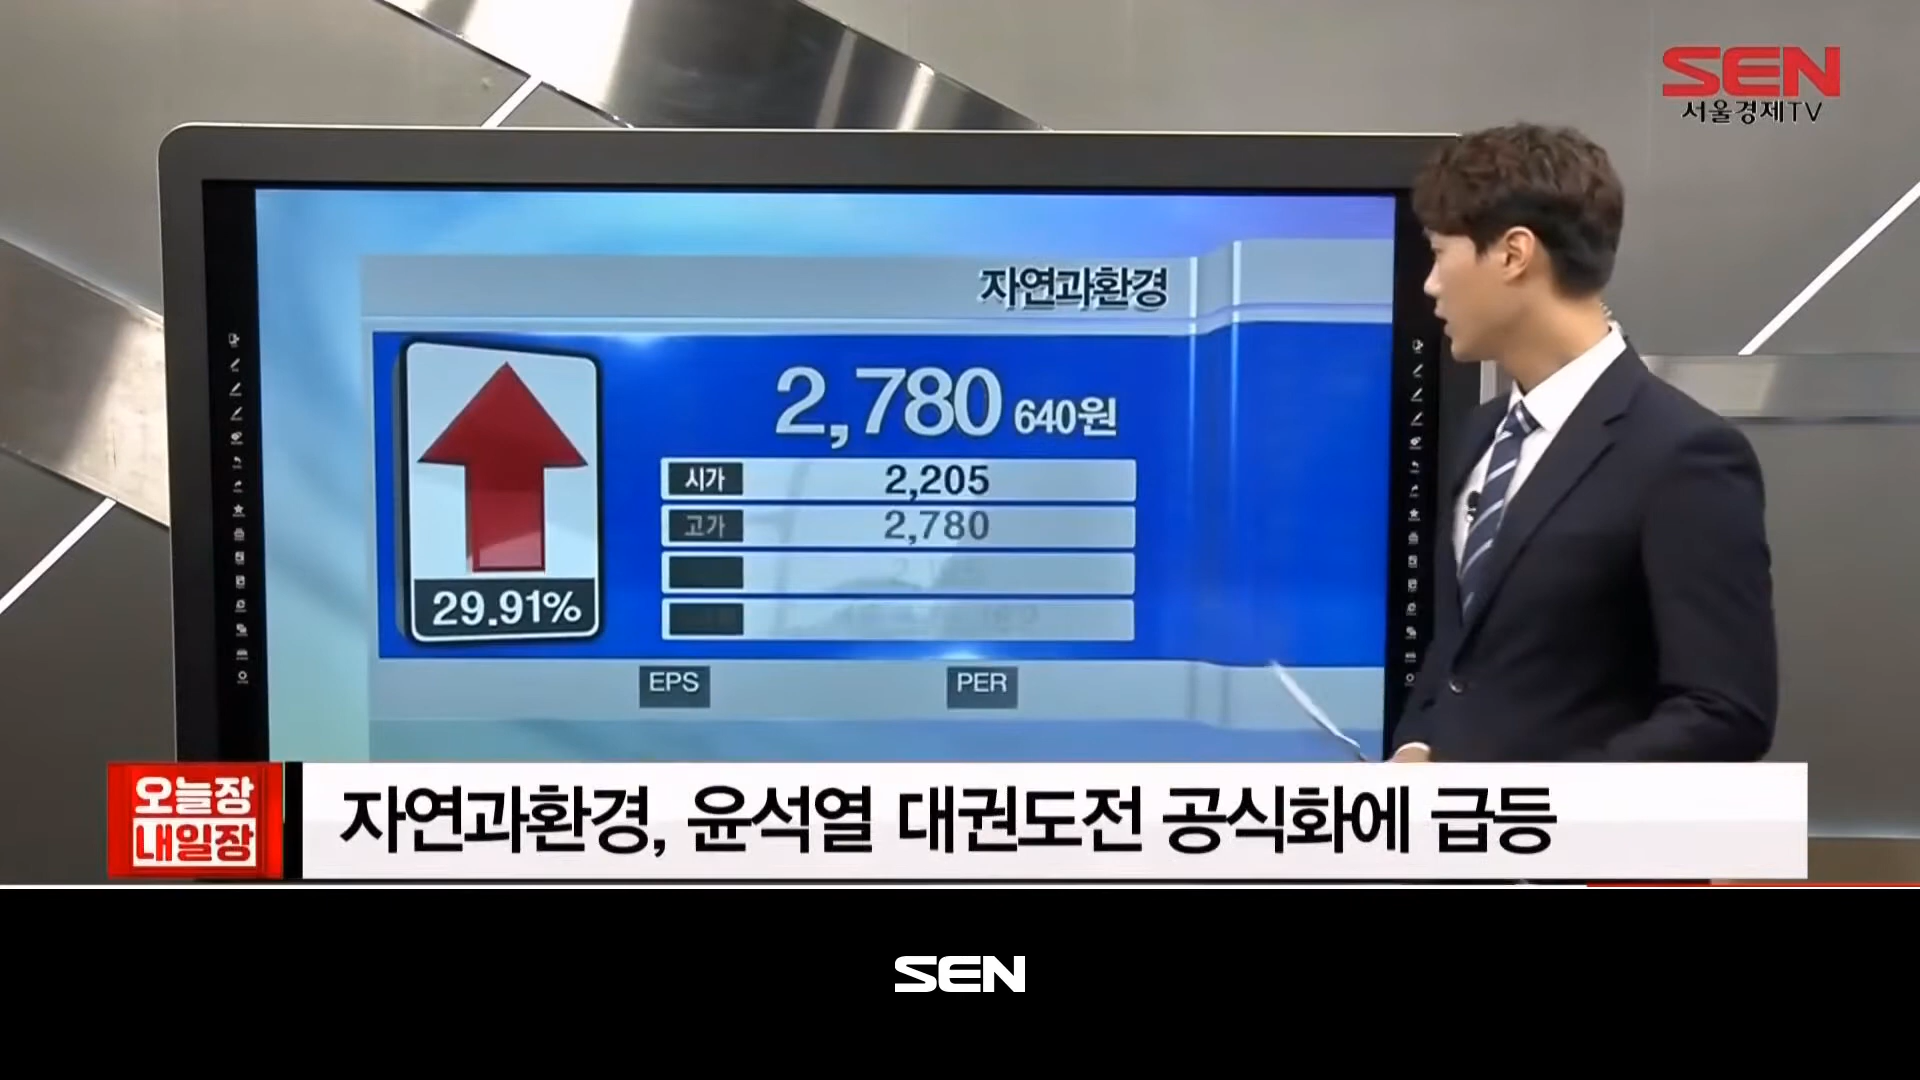 SEN
서울경제TV
자연과환경
2,780 640원
시가 2,205
고가 2,780
29.91%
EPS PER
오늘장
내일장
자연과환경, 윤석열 대권도전 공식화에 급등
SEN